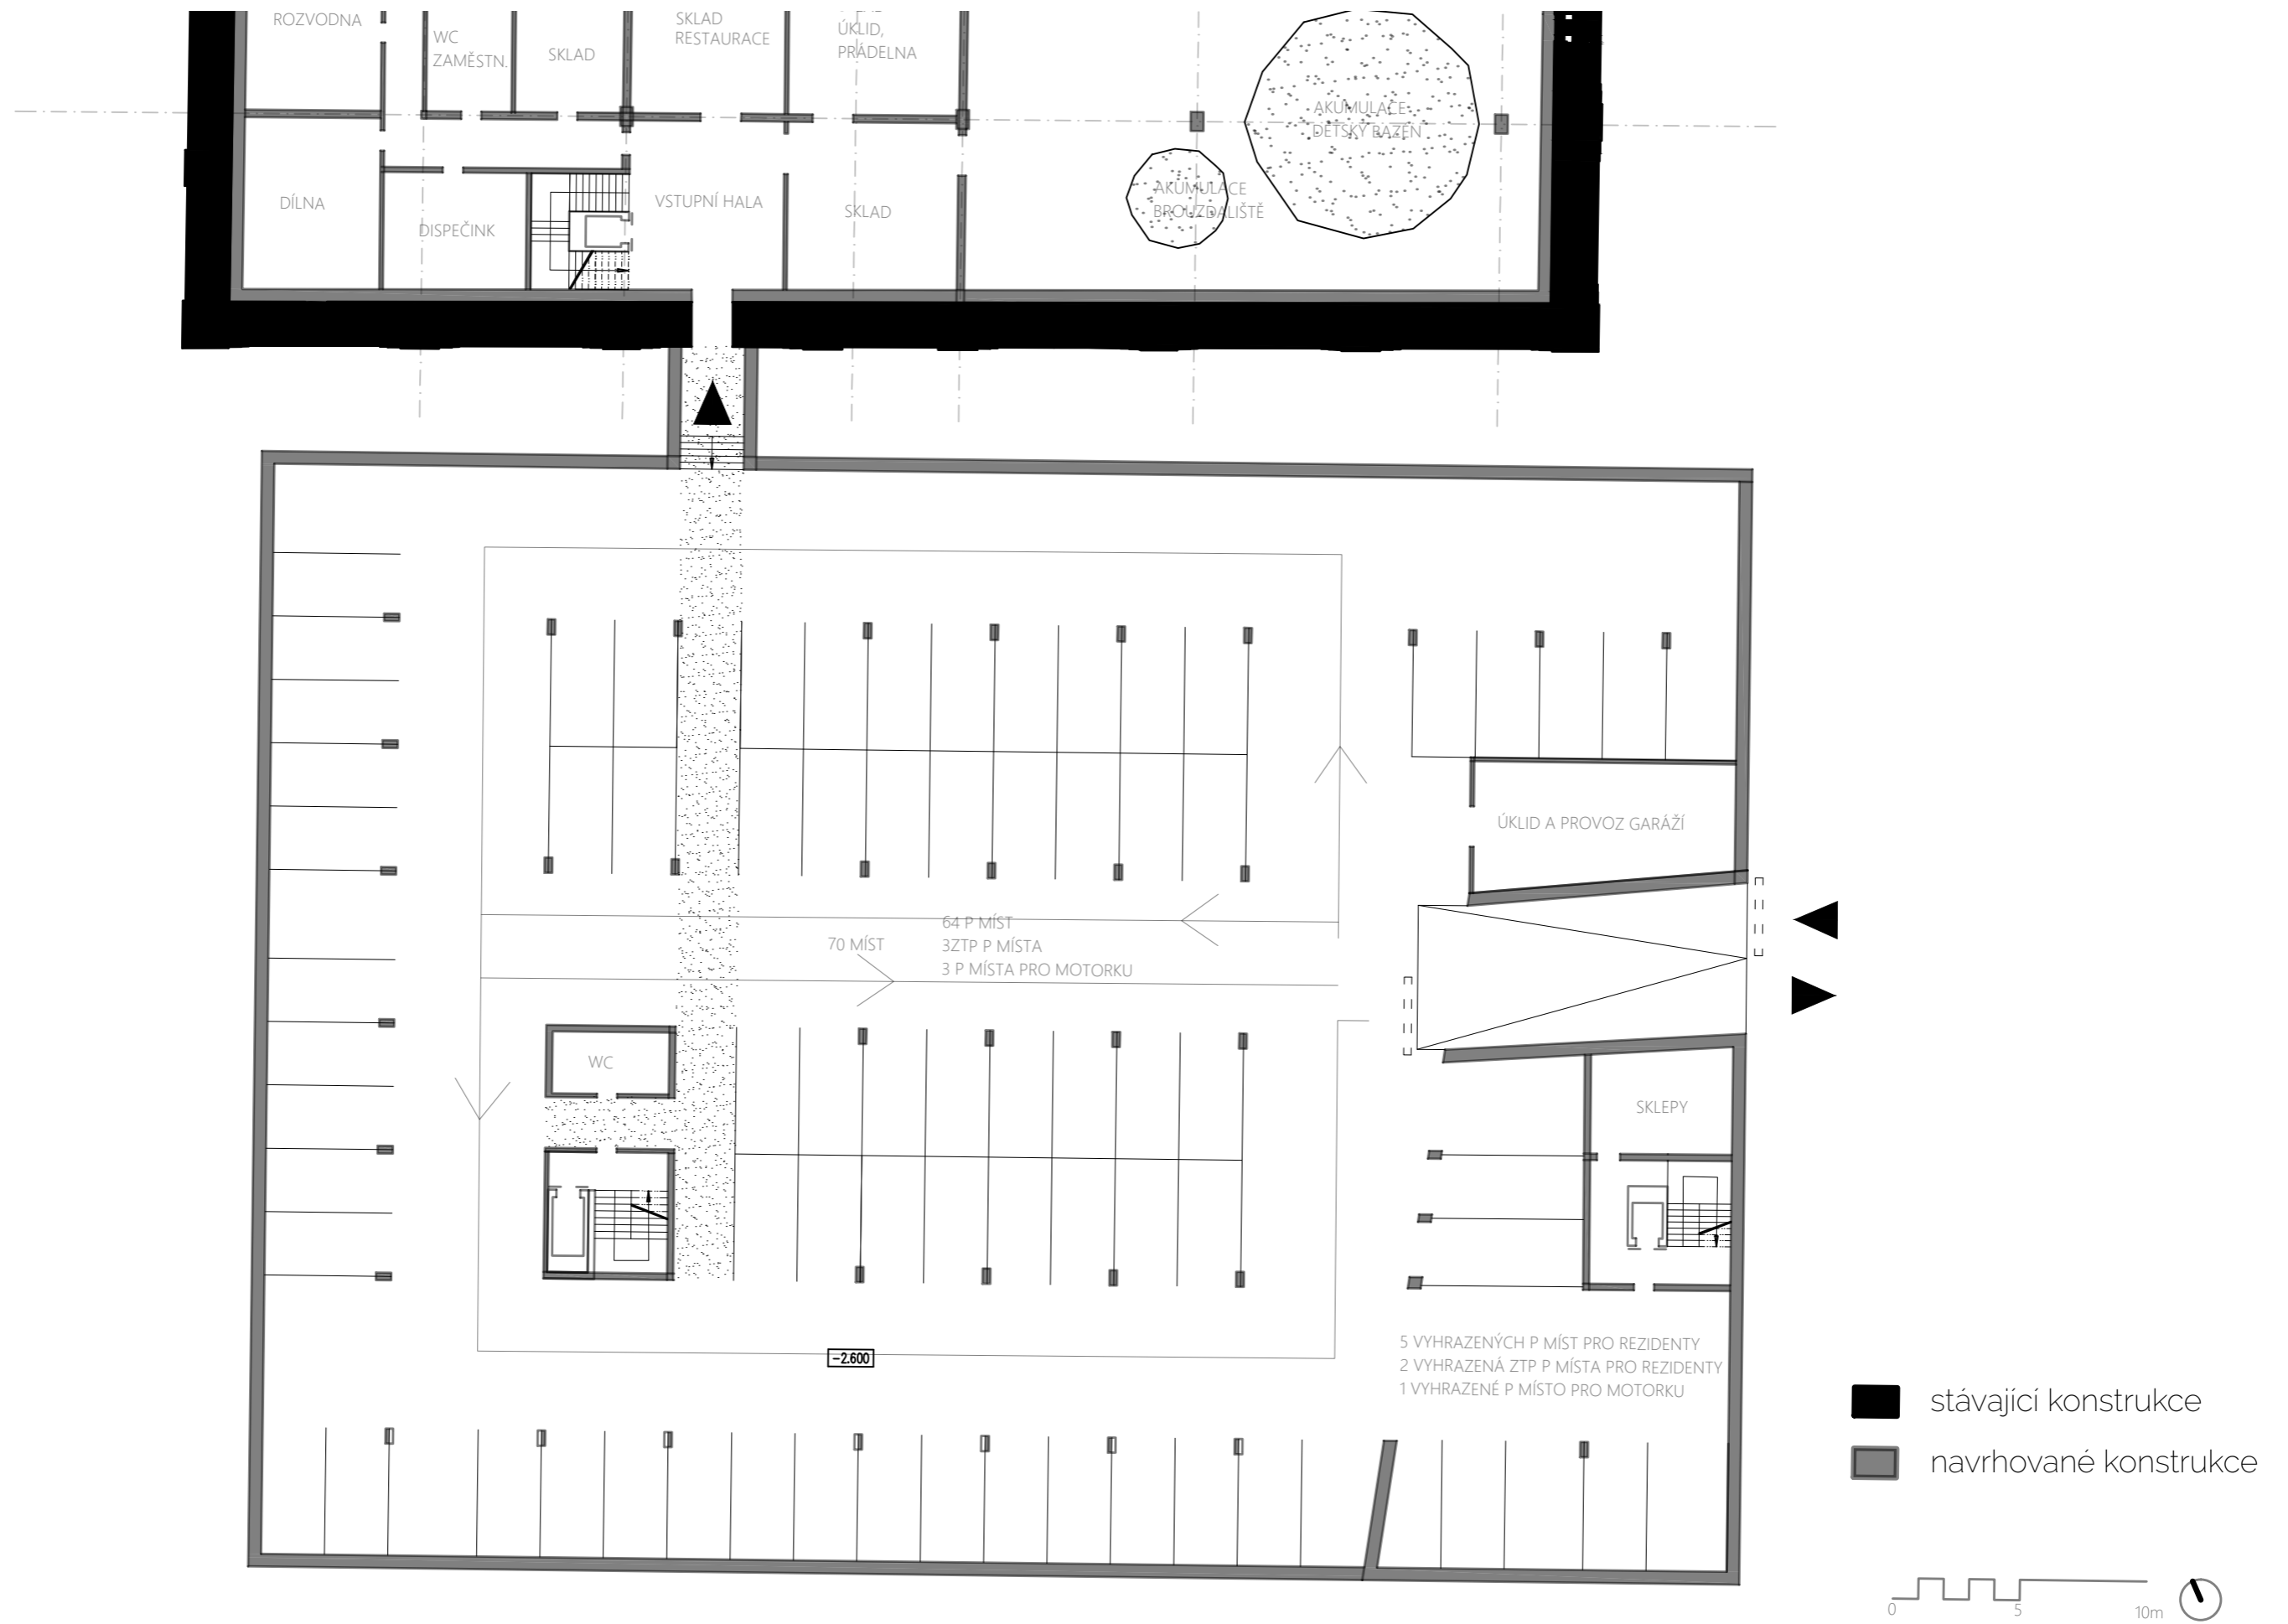 ROZVODNA
WC
ZAMĚSTN.
SKLAD
SKLAD
RESTAURACE
ÚKLID,
PRÁDELNA
AKUMULACE
DĚTSKÝ BAZÉN
AKUMULACE
BROUZDALIŠTĚ
DÍLNA
DISPEČINK
VSTUPNÍ HALA
SKLAD
ÚKLID A PROVOZ GARÁŽÍ
70 MÍST
64 P MÍST
3ZTP P MÍSTA
3 P MÍSTA PRO MOTORKU
WC
SKLEPY
-2.600
5 VYHRAZENÝCH P MÍST PRO REZIDENTY
2 VYHRAZENÁ ZTP P MÍSTA PRO REZIDENTY
1 VYHRAZENÉ P MÍSTO PRO MOTORKU
stávající konstrukce
navrhované konstrukce
0 5 10m